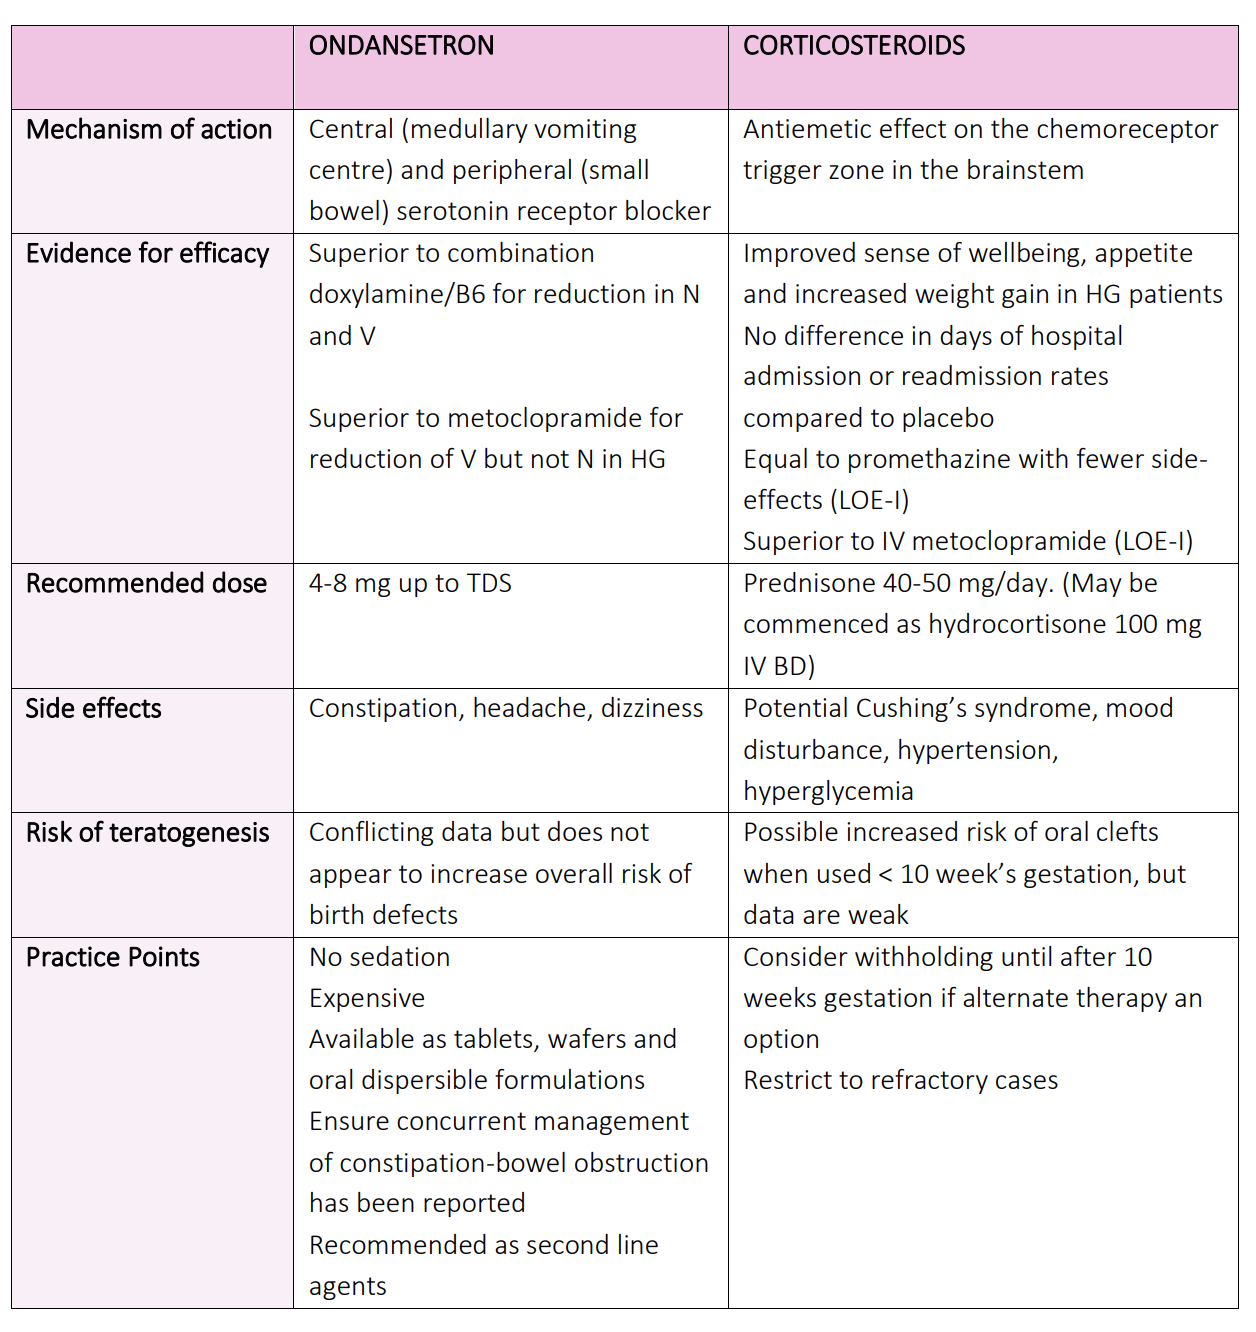 ONDANSETRON
CORTICOSTEROIDS
Mechanism of action
Central (medullary vomiting
centre) and peripheral (small
bowel) serotonin receptor blocker
Antiemetic effect on the chemoreceptor
trigger zone in the brainstem
Evidence for efficacy
Superior to combination
doxylamine/B6 for reduction in N
and V
Superior to metoclopramide for
reduction of V but not N in HG
Improved sense of wellbeing, appetite
and increased weight gain in HG patients
No difference in days of hospital
admission or readmission rates
compared to placebo
Equal to promethazine with fewer side-
effects (LOE-I)
Superior to IV metoclopramide (LOE-I)
Recommended dose
4-8 mg up to TDS
Prednisone 40-50 mg/day. (May be
commenced as hydrocortisone 100 mg
IV BD)
Side effects
Constipation, headache, dizziness
Potential Cushing’s syndrome, mood
disturbance, hypertension,
hyperglycemia
Risk of teratogenesis
Conflicting data but does not
appear to increase overall risk of
birth defects
Possible increased risk of oral clefts
when used < 10 week’s gestation, but
data are weak
Practice Points
No sedation
Expensive
Available as tablets, wafers and
oral dispersible formulations
Ensure concurrent management
of constipation-bowel obstruction
has been reported
Recommended as second line
agents
Consider withholding until after 10
weeks gestation if alternate therapy an
option
Restrict to refractory cases